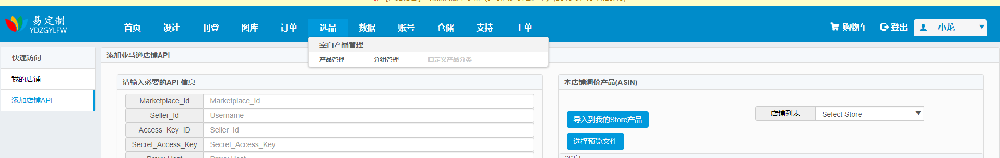 易定制
YDZGYLFW
首页 设计 刊登 图库 订单 选品 数据 账号 仓储 支持 工单
购物车 登出 小龙
空白产品管理
产品管理 分组管理 自定义产品分类
快速访问
我的店铺
添加店铺API
添加亚马逊店铺API
请输入必要的API 信息
Marketplace_Id Marketplace_Id
Seller_Id Username
Access_Key_ID Seller_Id
Secret_Access_Key Secret_Access_Key
本店铺调价产品(ASIN)
导入到我的Store产品
店铺列表 Select Store
选择预览文件